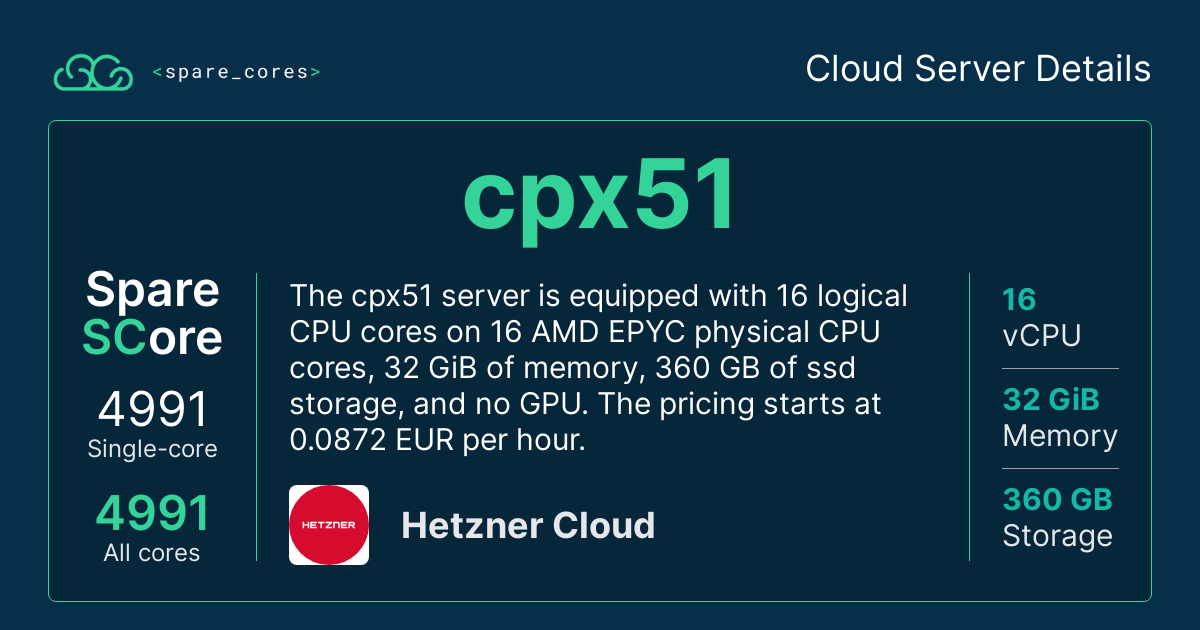 <spare_cores>
Cloud Server Details
cpx51
Spare
SCore
4991
Single-core
4991
All cores
The cpx51 server is equipped with 16 logical
CPU cores on 16 AMD EPYC physical CPU
cores, 32 GiB of memory, 360 GB of ssd
storage, and no GPU. The pricing starts at
0.0872 EUR per hour.
HETZNER
Hetzner Cloud
16
vCPU
32 GiB
Memory
360 GB
Storage